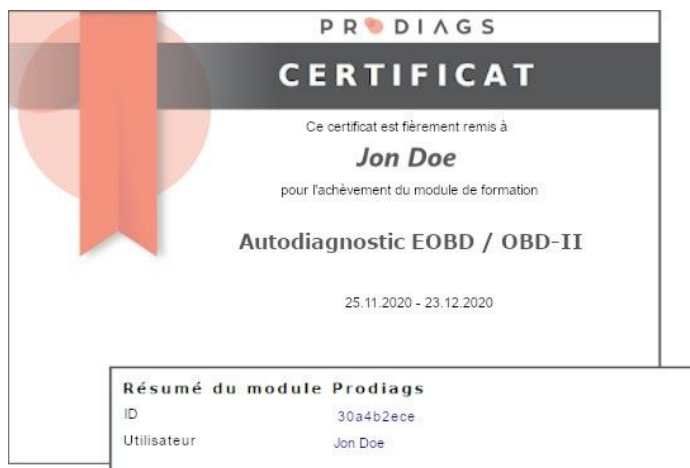 PRODIAGS
CERTIFICAT
Ce certificat est fièrement remis à
Jon Doe
pour l'achèvement du module de formation
Autodiagnostic EOBD / OBD-II
25.11.2020 - 23.12.2020
Résumé du module Prodiags
ID 30a4b2ece
Utilisateur Jon Doe